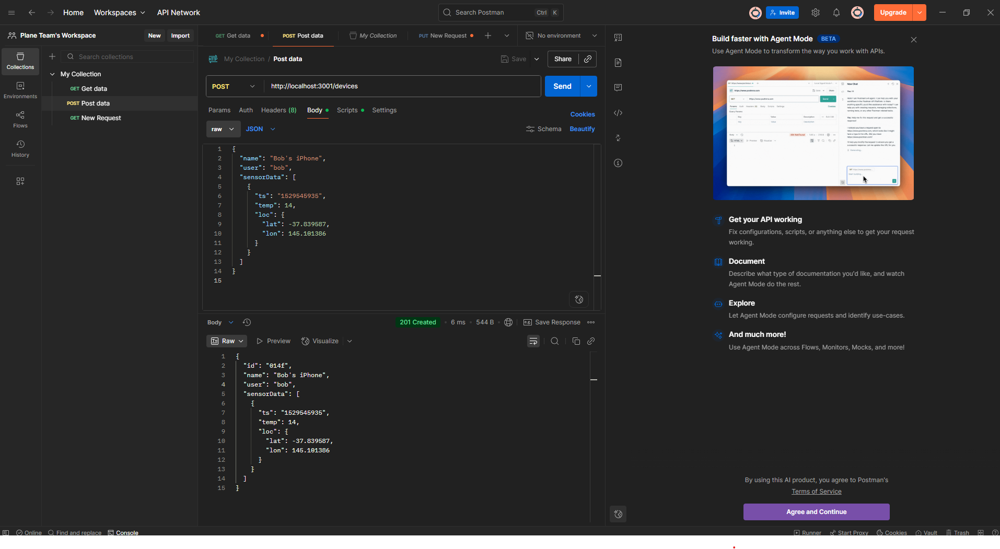 Home Workspaces API Network Search Postman Ctrl K Invite Upgrade
Plane Team's Workspace New Import
GET Get data POST Post data My Collection PUT New Request No environment
Search collections
Collections
Environments
Flows
History
My Collection
GET Get data
POST Post data
GET New Request
HTTP My Collection / Post data Save Share
POST http://localhost:3001/devices Send
Params Auth Headers (8) Body Scripts Settings Cookies
raw JSON Schema Beautify
1 {
2 "name": "Bob's iPhone",
3 "user": "bob",
4 "sensorData": [
5 {
6 "ts": "1529545935",
7 "temp": 14,
8 "loc": {
9 "lat": -37.839587,
10 "lon": 145.101386
11 }
12 }
13 ]
14 }
15
Body 201 Created • 6 ms • 544 B e.g. Save Response
Raw Preview Visualize
1 {
2 "id": "014f",
3 "name": "Bob's iPhone",
4 "user": "bob",
5 "sensorData": [
6 {
7 "ts": "1529545935",
8 "temp": 14,
9 "loc": {
10 "lat": -37.839587,
11 "lon": 145.101386
12 }
13 }
14 ]
15 }
Build faster with Agent Mode BETA
Use Agent Mode to transform the way you work with APIs.
Get your API working
Fix configurations, scripts, or anything else to get your request
working.
Document
Describe what type of documentation you'd like, and watch
Agent Mode do the rest.
Explore
Let Agent Mode configure requests and identify use-cases.
And much more!
Use Agent Mode across Flows, Monitors, Mocks, and more!
By using this AI product, you agree to Postman's
Terms of Service
Agree and Continue
Online Find and replace Console Runner Start Proxy Cookies Vault Trash